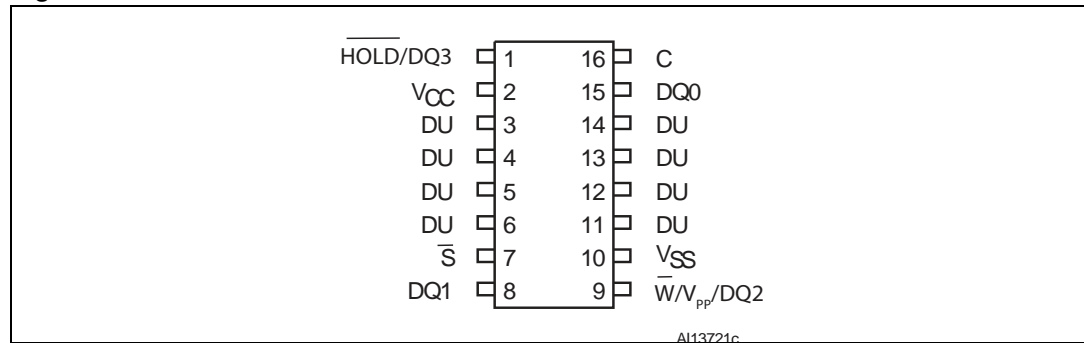 H̅O̅L̅D̅/DQ3 1 16 C
VCC 2 15 DQ0
DU 3 14 DU
DU 4 13 DU
DU 5 12 DU
DU 6 11 DU
S̅ 7 10 VSS
DQ1 8 9 W̅/VPP/DQ2
AI13721c